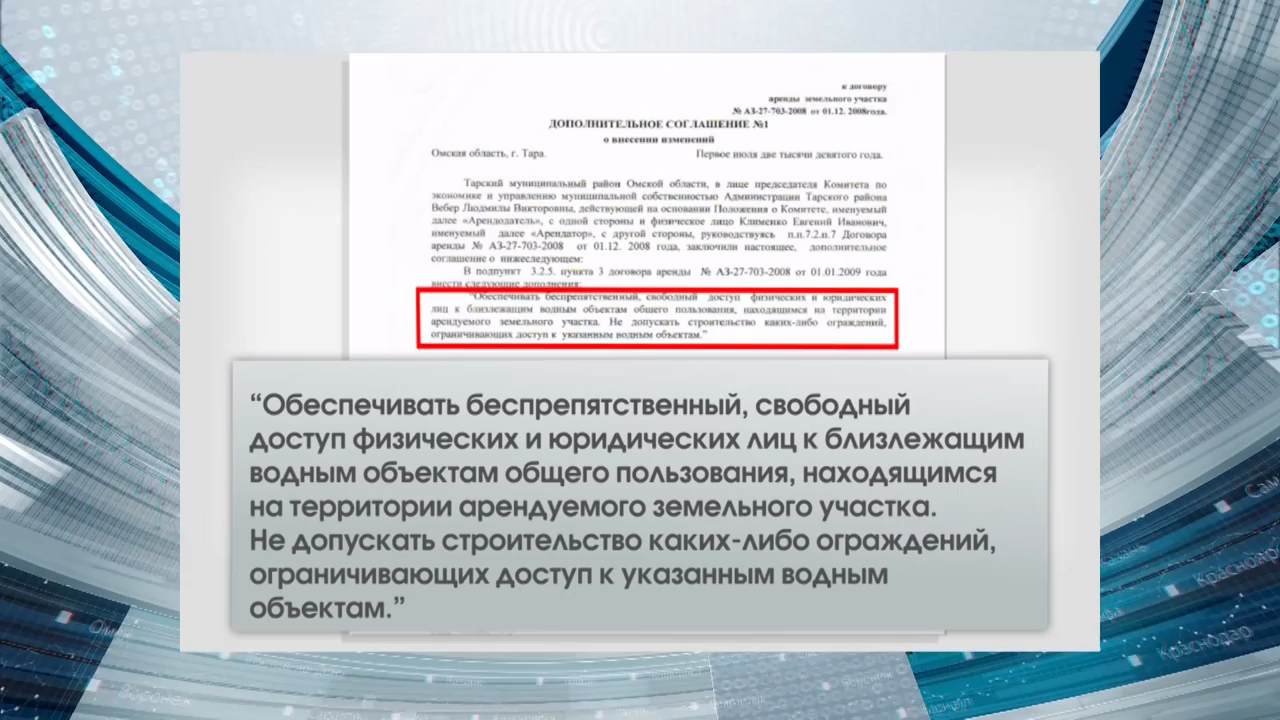 к договору
аренды земельного участка
№ АЗ-27-703-2008 от 01.12. 2008года.
ДОПОЛНИТЕЛЬНОЕ СОГЛАШЕНИЕ №1
о внесении изменений
Омская область, г. Тара. Первое июля две тысячи девятого года.
Тарский муниципальный район Омской области, в лице председателя Комитета по
экономике и управлению муниципальной собственностью Администрации Тарского района
Вебер Людмилы Викторовны, действующей на основании Положения о Комитете, именуемый
далее «Арендодатель», с одной стороны и физическое лицо Клименко Евгений Иванович,
именуемый далее «Арендатор», с другой стороны, руководствуясь п.п.7.2.п.7 Договора
аренды № АЗ-27-703-2008 от 01.12. 2008 года, заключили настоящее, дополнительное
соглашение о нижеследующем:
В подпункт 3.2.5. пункта 3 договора аренды № АЗ-27-703-2008 от 01.01.2009 года
внести следующие дополнения:
"Обеспечивать беспрепятственный, свободный доступ физических и юридических
лиц к близлежащим водным объектам общего пользования, находящимся на территории
арендуемого земельного участка. Не допускать строительство каких-либо ограждений,
ограничивающих доступ к указанным водным объектам."
“Обеспечивать беспрепятственный, свободный
доступ физических и юридических лиц к близлежащим
водным объектам общего пользования, находящимся
на территории арендуемого земельного участка.
Не допускать строительство каких-либо ограждений,
ограничивающих доступ к указанным водным
объектам.”
Сам
Краснояр
Краснодар
Воронеж